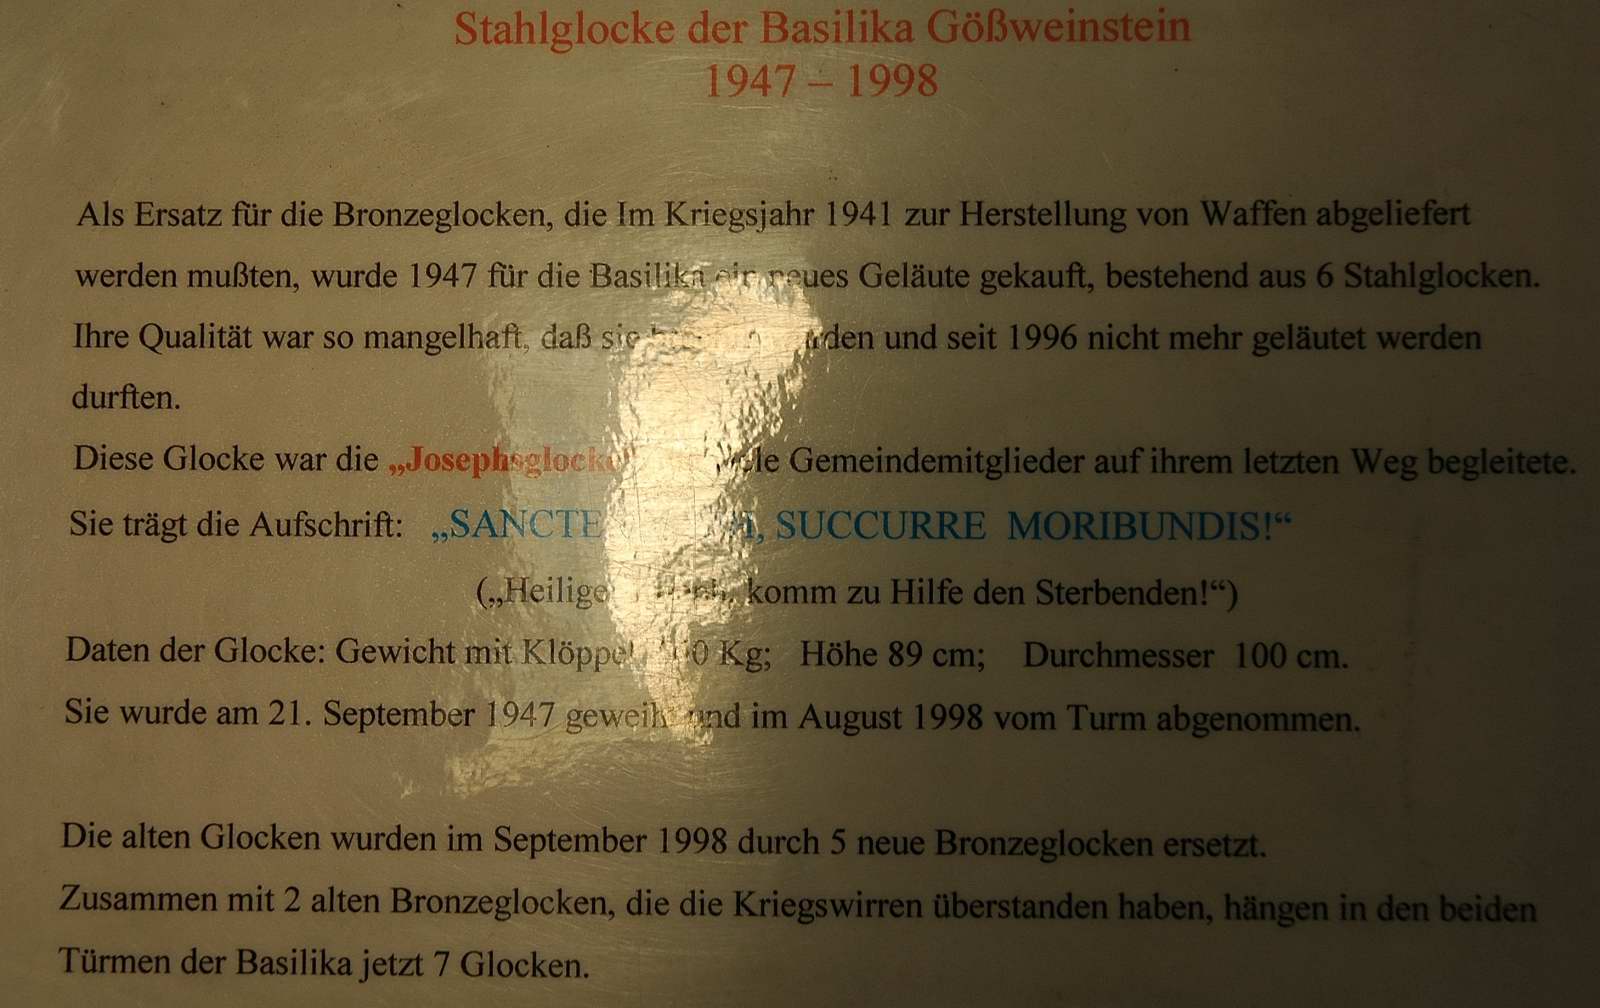 Stahlglocke der Basilika Gößweinstein
1947 – 1998
Als Ersatz für die Bronzeglocken, die Im Kriegsjahr 1941 zur Herstellung von Waffen abgeliefert
werden mußten, wurde 1947 für die Basilika ein neues Geläute gekauft, bestehend aus 6 Stahlglocken.
Ihre Qualität war so mangelhaft, daß sie und seit 1996 nicht mehr geläutet werden
durften.
Diese Glocke war die „Josephsglocke“ Gemeindemitglieder auf ihrem letzten Weg begleitete.
Sie trägt die Aufschrift: „SANCTE SUCCURRE MORIBUNDIS!“
(„Heiliger komm zu Hilfe den Sterbenden!“)
Daten der Glocke: Gewicht mit Klöppel Kg; Höhe 89 cm; Durchmesser 100 cm.
Sie wurde am 21. September 1947 geweiht und im August 1998 vom Turm abgenommen.
Die alten Glocken wurden im September 1998 durch 5 neue Bronzeglocken ersetzt.
Zusammen mit 2 alten Bronzeglocken, die die Kriegswirren überstanden haben, hängen in den beiden
Türmen der Basilika jetzt 7 Glocken.